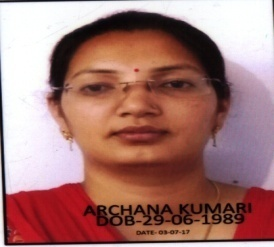 ARCHANA KUMARI
DOB-29-06-1989
DATE- 03-07-17